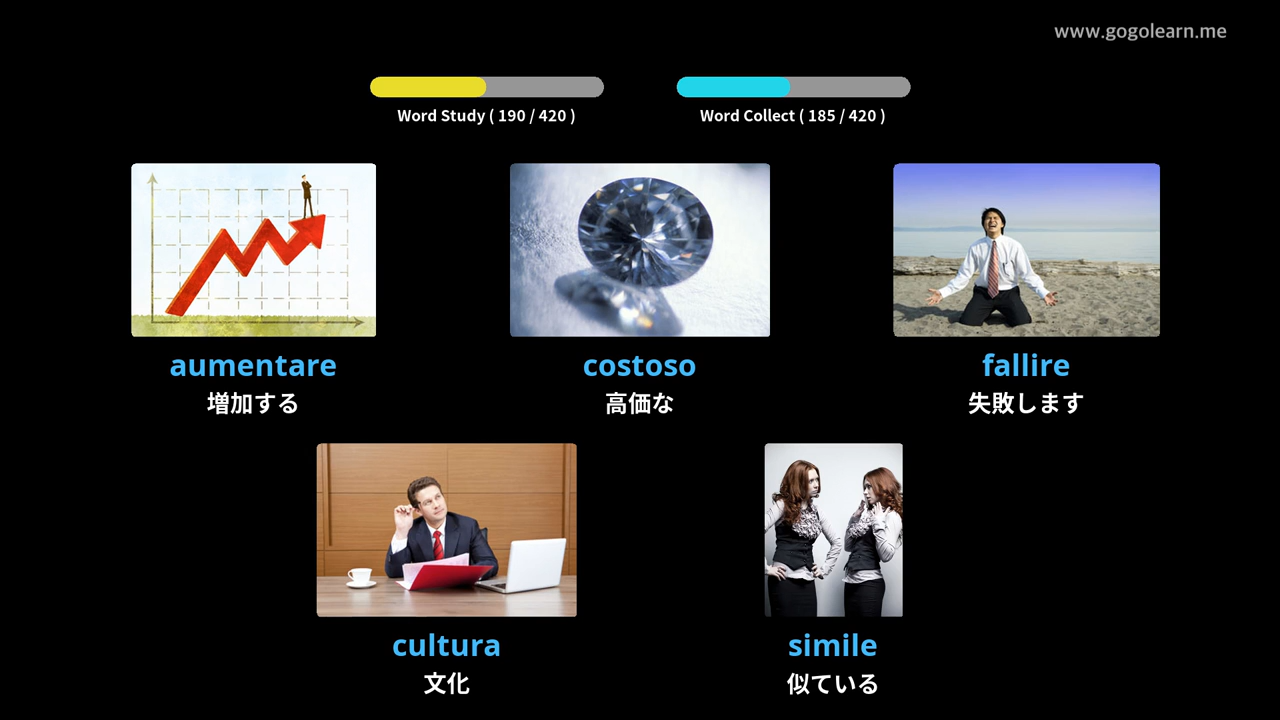 www.gogolearn.me
Word Study ( 190 / 420 )
Word Collect ( 185 / 420 )
aumentare
増加する
costoso
高価な
fallire
失敗します
cultura
文化
simile
似ている